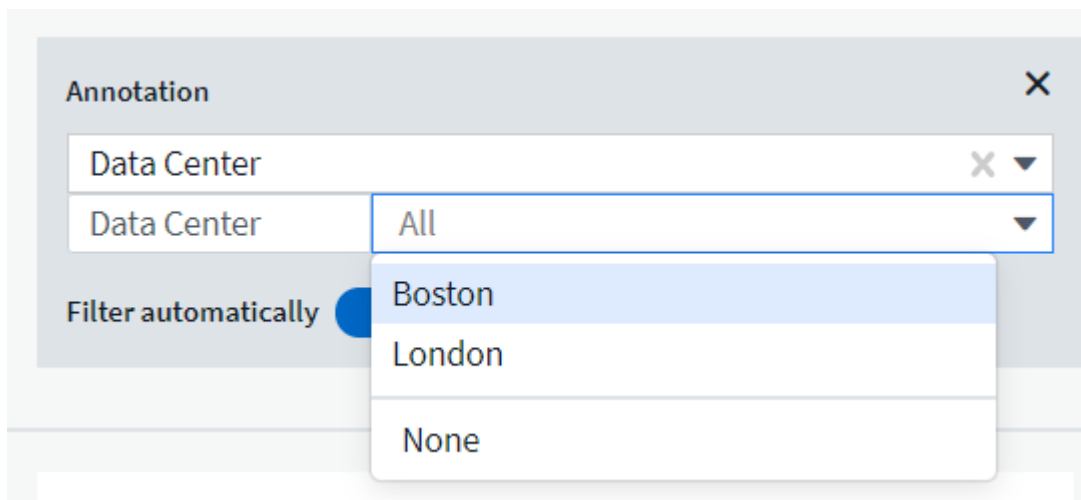 Annotation
Data Center
Data Center All
Boston
Filter automatically
London
None